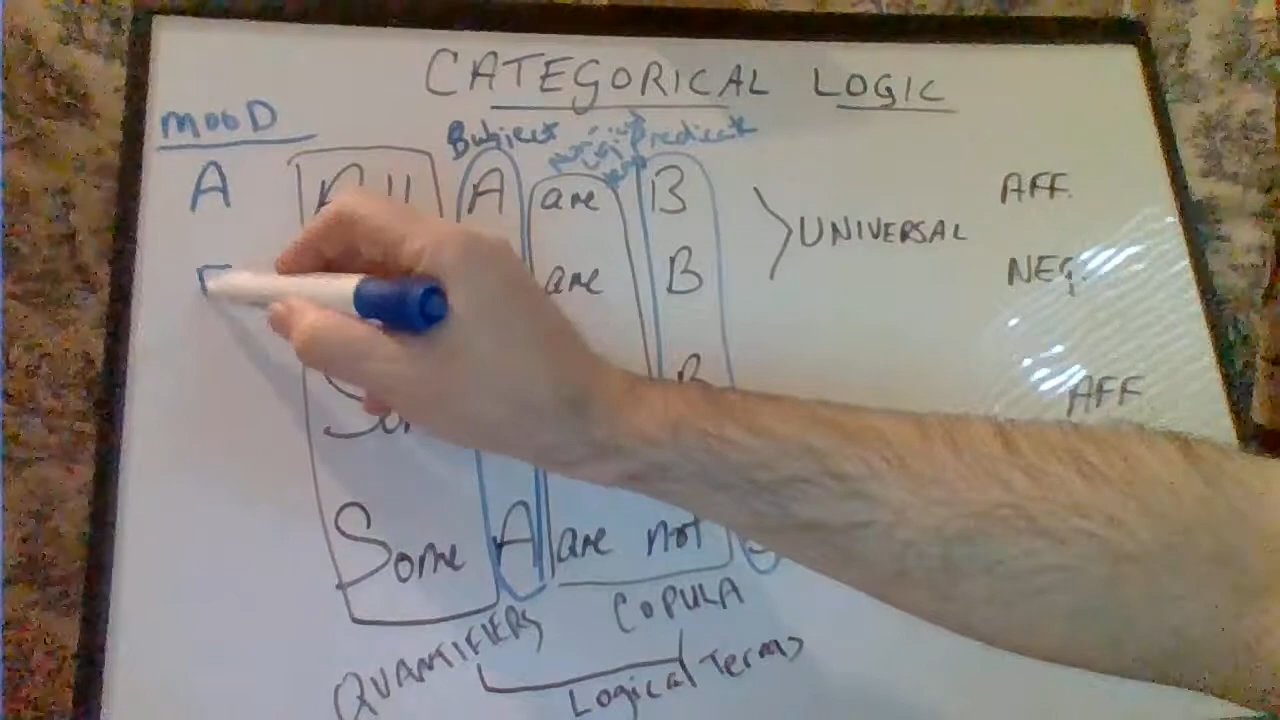 CATEGORICAL LOGIC
MOOD
Subject Predicate
A A are B UNIVERSAL AFF.
are B NEG.
B AFF
Some A are not
QUANTIFIERS COPULA
Logical Terms